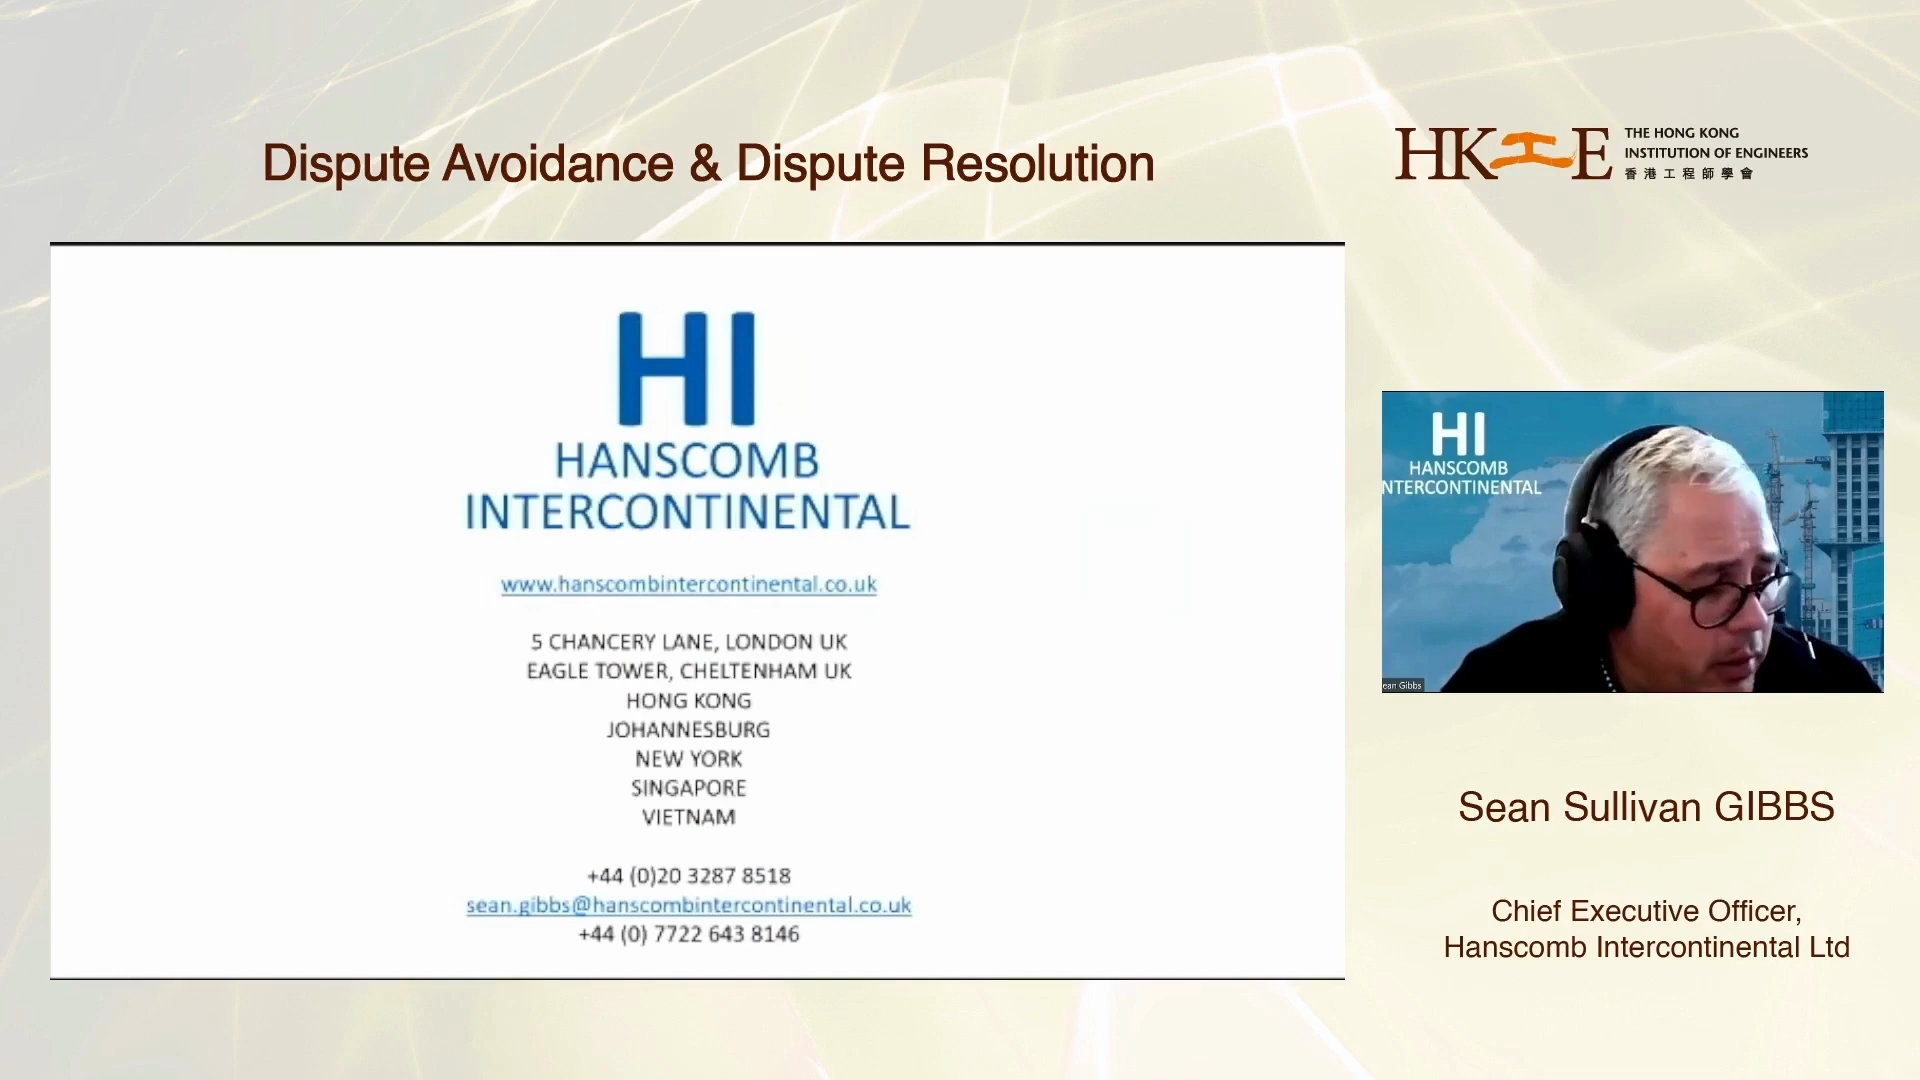 Dispute Avoidance & Dispute Resolution
HKIE
THE HONG KONG
INSTITUTION OF ENGINEERS
香港工程師學會
HI
HANSCOMB
INTERCONTINENTAL
www.hanscombintercontinental.co.uk
5 CHANCERY LANE, LONDON UK
EAGLE TOWER, CHELTENHAM UK
HONG KONG
JOHANNESBURG
NEW YORK
SINGAPORE
VIETNAM
+44 (0)20 3287 8518
sean.gibbs@hanscombintercontinental.co.uk
+44 (0) 7722 643 8146
HI
HANSCOMB
NTERCONTINENTAL
ean Gibbs
Sean Sullivan GIBBS
Chief Executive Officer,
Hanscomb Intercontinental Ltd